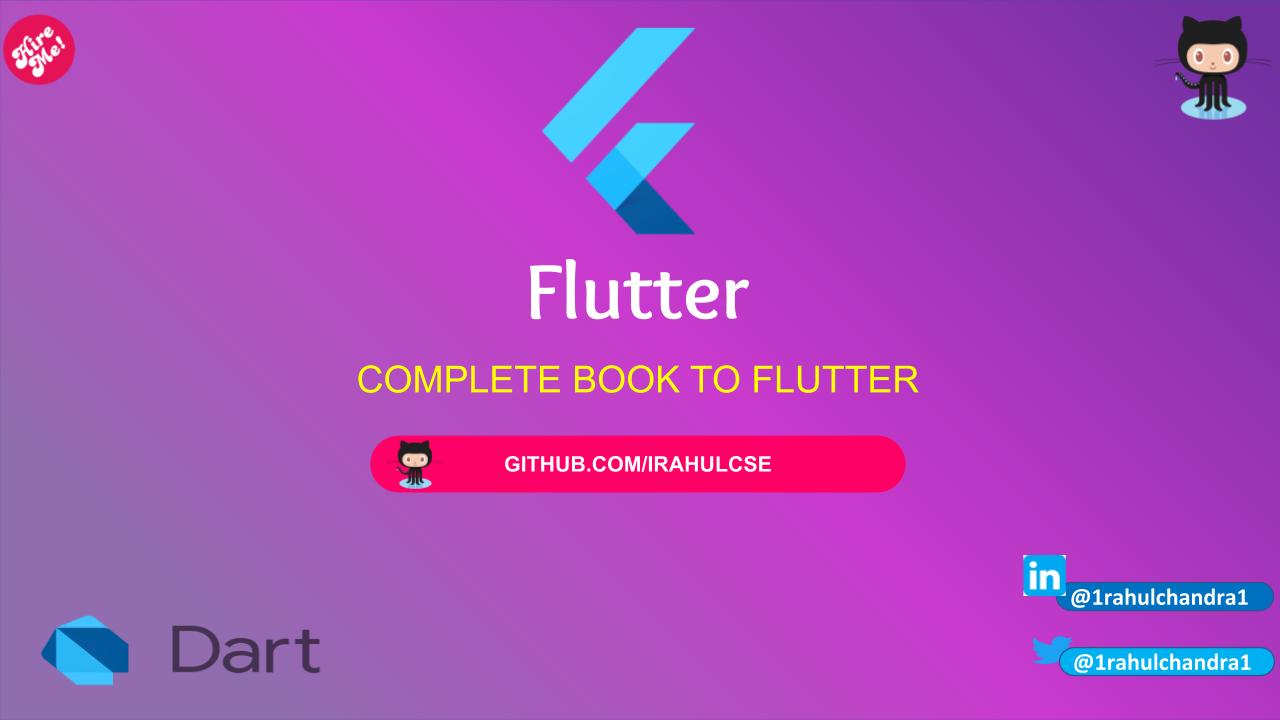 Hire
Me!
Flutter
COMPLETE BOOK TO FLUTTER
GITHUB.COM/IRAHULCSE
in
@1rahulchandra1
Dart
@1rahulchandra1